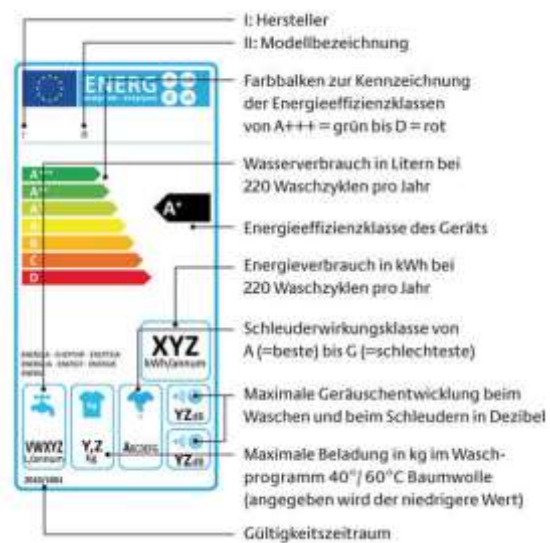 I: Hersteller
II: Modellbezeichnung
ENERG
I
II
Farbbalken zur Kennzeichnung
der Energieeffizienzklassen
von A+++ = grün bis D = rot
Wasserverbrauch in Litern bei
220 Waschzyklen pro Jahr
A+++
A++
A+
A
B
C
D
A+
Energieeffizienzklasse des Geräts
Energieverbrauch in kWh bei
220 Waschzyklen pro Jahr
XYZ
kWh/annum
Schleuderwirkungsklasse von
A (=beste) bis G (=schlechteste)
Maximale Geräuschentwicklung beim
Waschen und beim Schleudern in Dezibel
kg
YZdB
VWXYZ
L/annum
Y,Z
kg
ABCDEFG
YZdB
Maximale Beladung in kg im Wasch-
programm 40°/ 60°C Baumwolle
(angegeben wird der niedrigere Wert)
Gültigkeitszeitraum